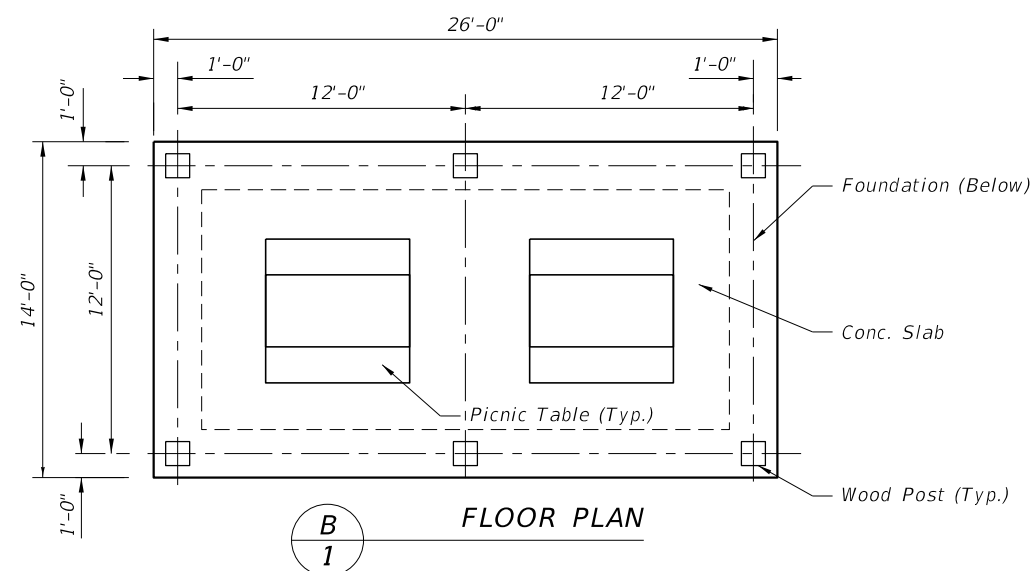 26'-0"
1'-0"
1'-0"
12'-0"
12'-0"
1'-0"
14'-0"
12'-0"
1'-0"
Foundation (Below)
Conc. Slab
Picnic Table (Typ.)
Wood Post (Typ.)
B
1
FLOOR PLAN